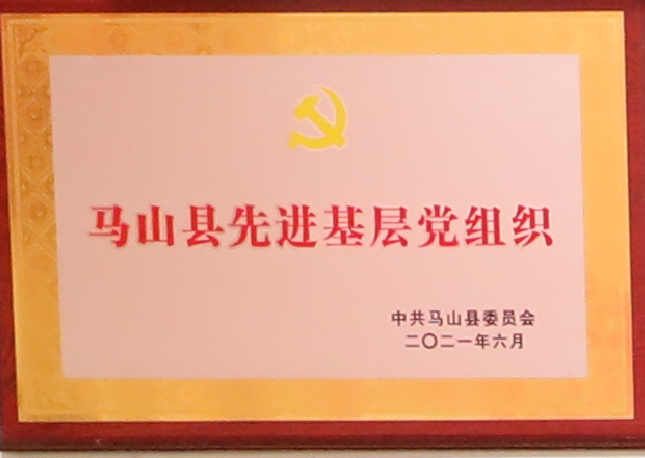 马山县先进基层党组织
中共马山县委员会
二〇二一年六月